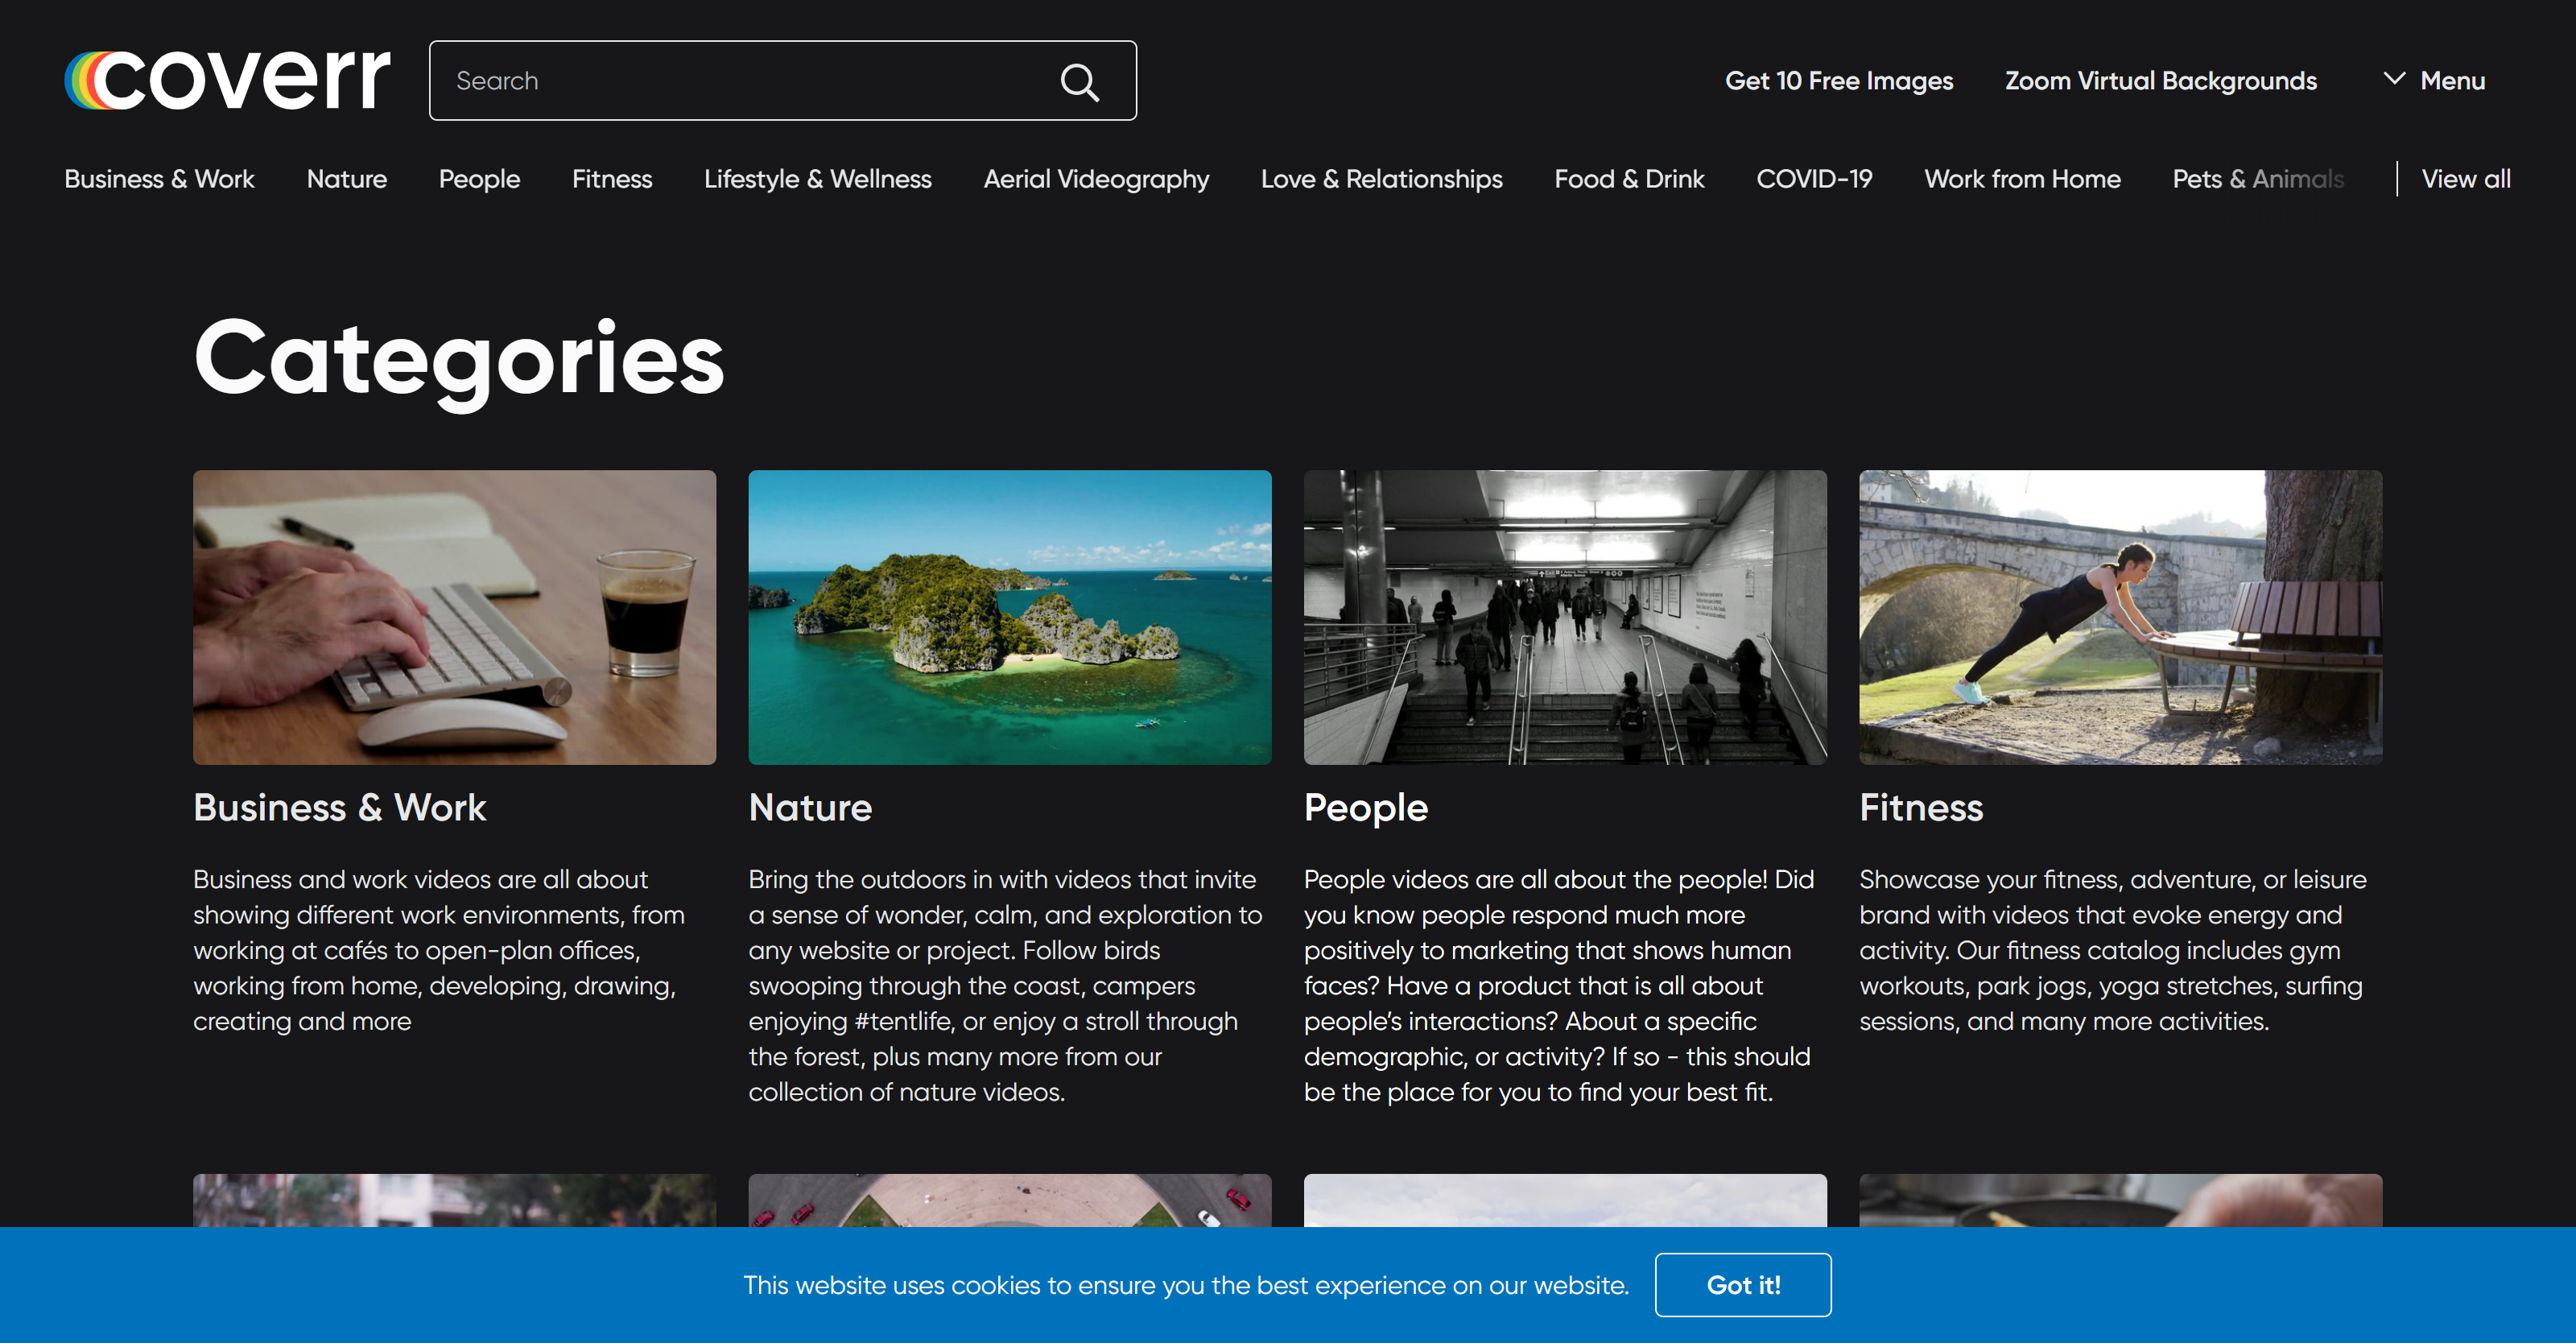 coverr
Search
Get 10 Free Images
Zoom Virtual Backgrounds
Menu
Business & Work
Nature
People
Fitness
Lifestyle & Wellness
Aerial Videography
Love & Relationships
Food & Drink
COVID-19
Work from Home
Pets & Animals
View all
Categories
Business & Work
Business and work videos are all about
showing different work environments, from
working at cafés to open-plan offices,
working from home, developing, drawing,
creating and more
Nature
Bring the outdoors in with videos that invite
a sense of wonder, calm, and exploration to
any website or project. Follow birds
swooping through the coast, campers
enjoying #tentlife, or enjoy a stroll through
the forest, plus many more from our
collection of nature videos.
People
People videos are all about the people! Did
you know people respond much more
positively to marketing that shows human
faces? Have a product that is all about
people’s interactions? About a specific
demographic, or activity? If so - this should
be the place for you to find your best fit.
Fitness
Showcase your fitness, adventure, or leisure
brand with videos that evoke energy and
activity. Our fitness catalog includes gym
workouts, park jogs, yoga stretches, surfing
sessions, and many more activities.
This website uses cookies to ensure you the best experience on our website.
Got it!